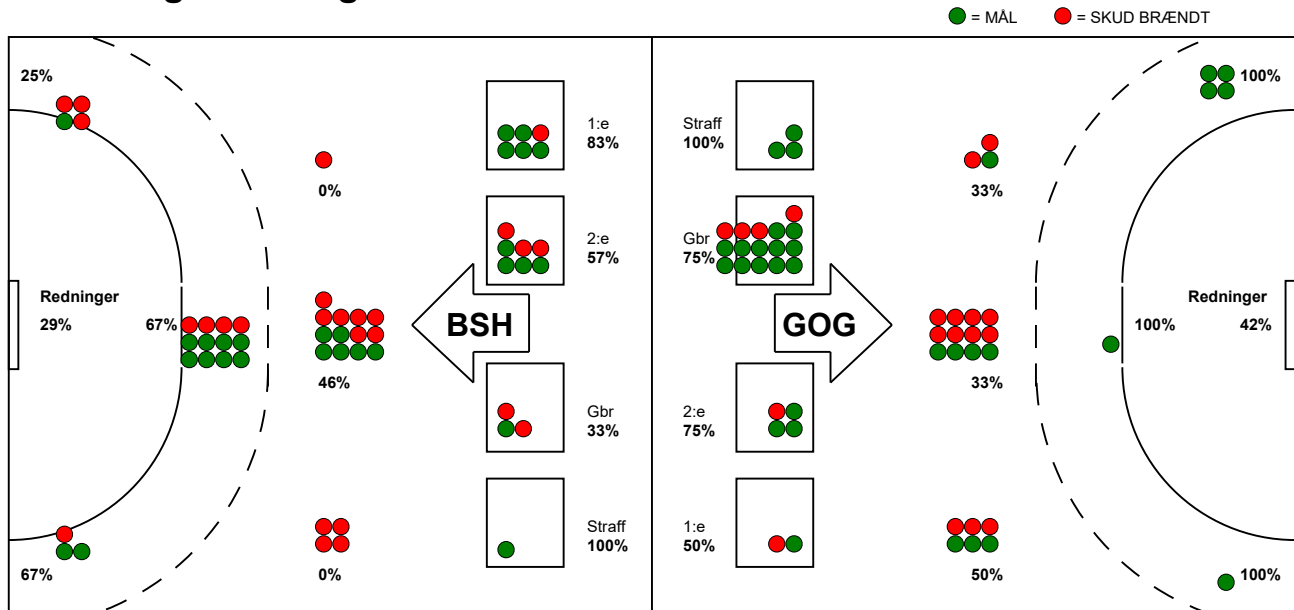 = MÅL
= SKUD BRÆNDT
25%
1:e
83%
0%
2:e
57%
Redninger
29%
67%
BSH
46%
Gbr
33%
Straff
100%
67%
0%
Straff
100%
33%
100%
Gbr
75%
GOG
Redninger
42%
100%
33%
2:e
75%
1:e
50%
50%
100%